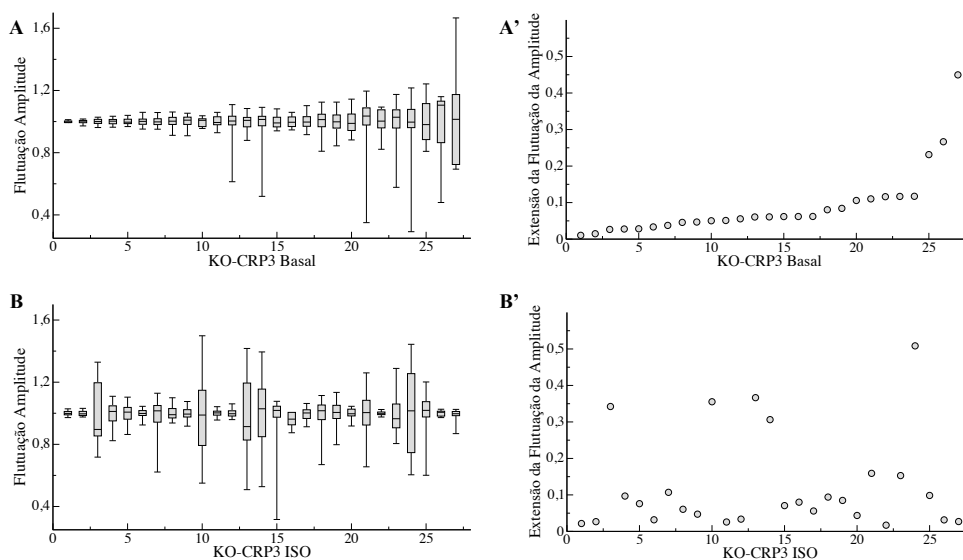 A
Flutuação Amplitude
1,6
1,2
0,8
0,4
0 5 10 15 20 25
KO-CRP3 Basal
A’
Extensão da Flutuação da Amplitude
0,5
0,4
0,3
0,2
0,1
0
0 5 10 15 20 25
KO-CRP3 Basal
B
Flutuação Amplitude
1,6
1,2
0,8
0,4
0 5 10 15 20 25
KO-CRP3 ISO
B’
Extensão da Flutuação da Amplitude
0,5
0,4
0,3
0,2
0,1
0
0 5 10 15 20 25
KO-CRP3 ISO